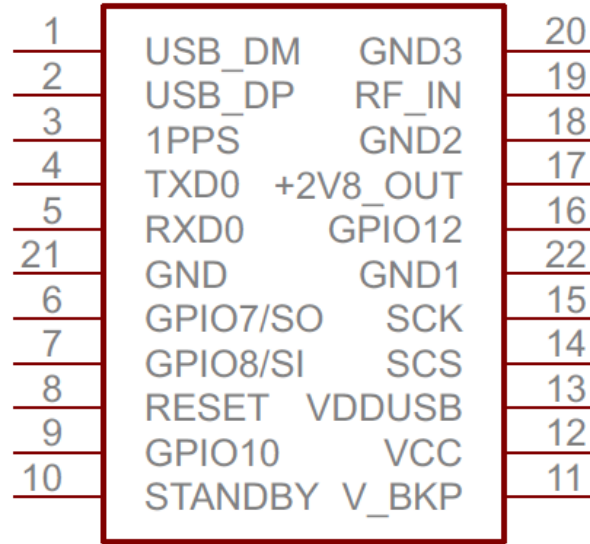 1 USB_DM GND3 20
2 USB_DP RF_IN 19
3 1PPS GND2 18
4 TXD0 +2V8_OUT 17
5 RXD0 GPIO12 16
21 GND GND1 22
6 GPIO7/SO SCK 15
7 GPIO8/SI SCS 14
8 RESET VDDUSB 13
9 GPIO10 VCC 12
10 STANDBY V_BKP 11